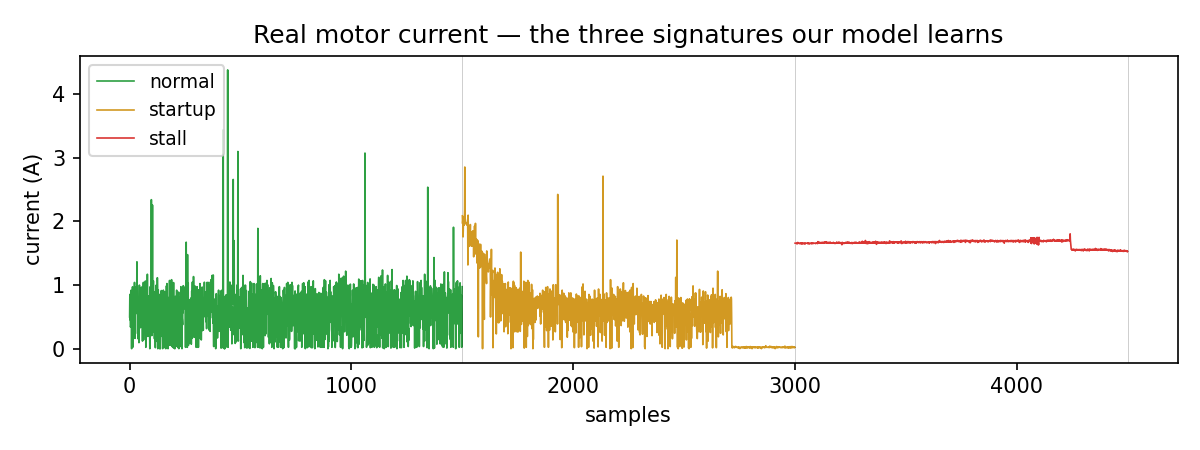 Real motor current — the three signatures our model learns
normal
startup
stall
current (A)
4
3
2
1
0
0 1000 2000 3000 4000
samples